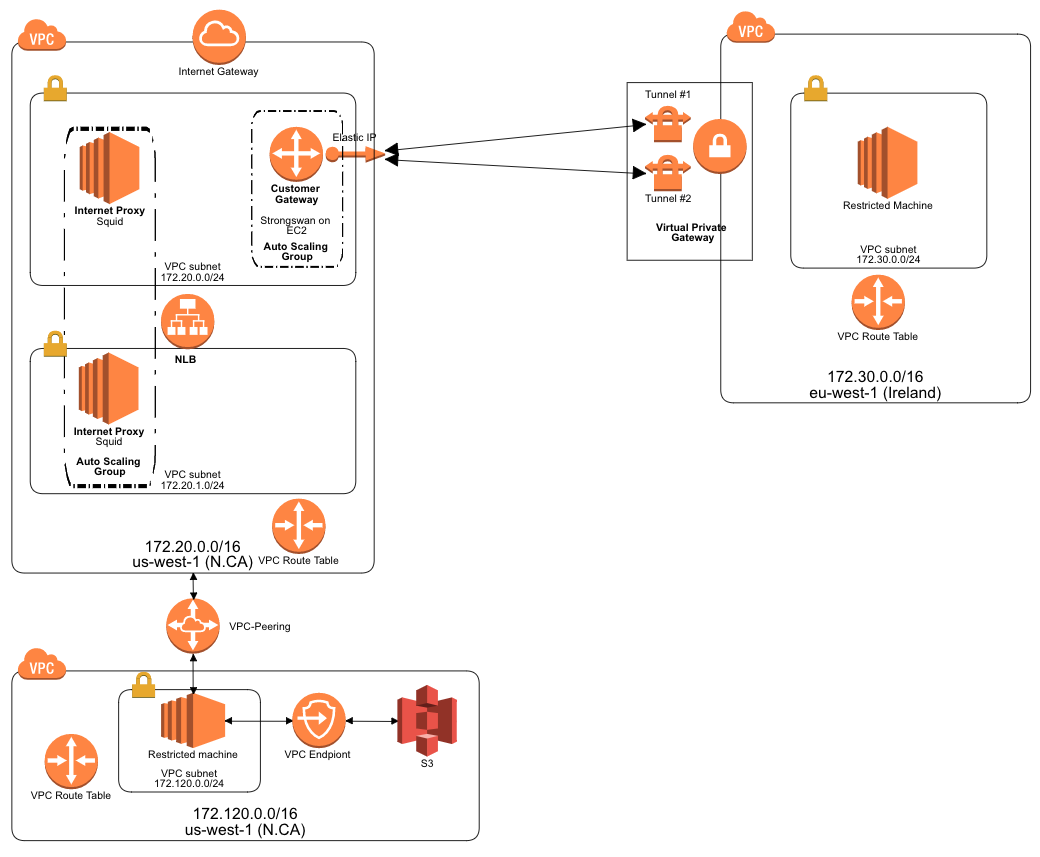 VPC
Internet Gateway
Internet Proxy
Squid
Elastic IP
Customer
Gateway
Strongswan on
EC2
Auto Scaling
Group
VPC subnet
172.20.0.0/24
NLB
Internet Proxy
Squid
Auto Scaling
Group
VPC subnet
172.20.1.0/24
VPC Route Table
172.20.0.0/16
us-west-1 (N.CA)
Tunnel #1
Tunnel #2
Virtual Private
Gateway
VPC
Restricted Machine
VPC subnet
172.30.0.0/24
VPC Route Table
172.30.0.0/16
eu-west-1 (Ireland)
VPC-Peering
VPC
Restricted machine
VPC subnet
172.120.0.0/24
VPC Endpiont
S3
VPC Route Table
172.120.0.0/16
us-west-1 (N.CA)